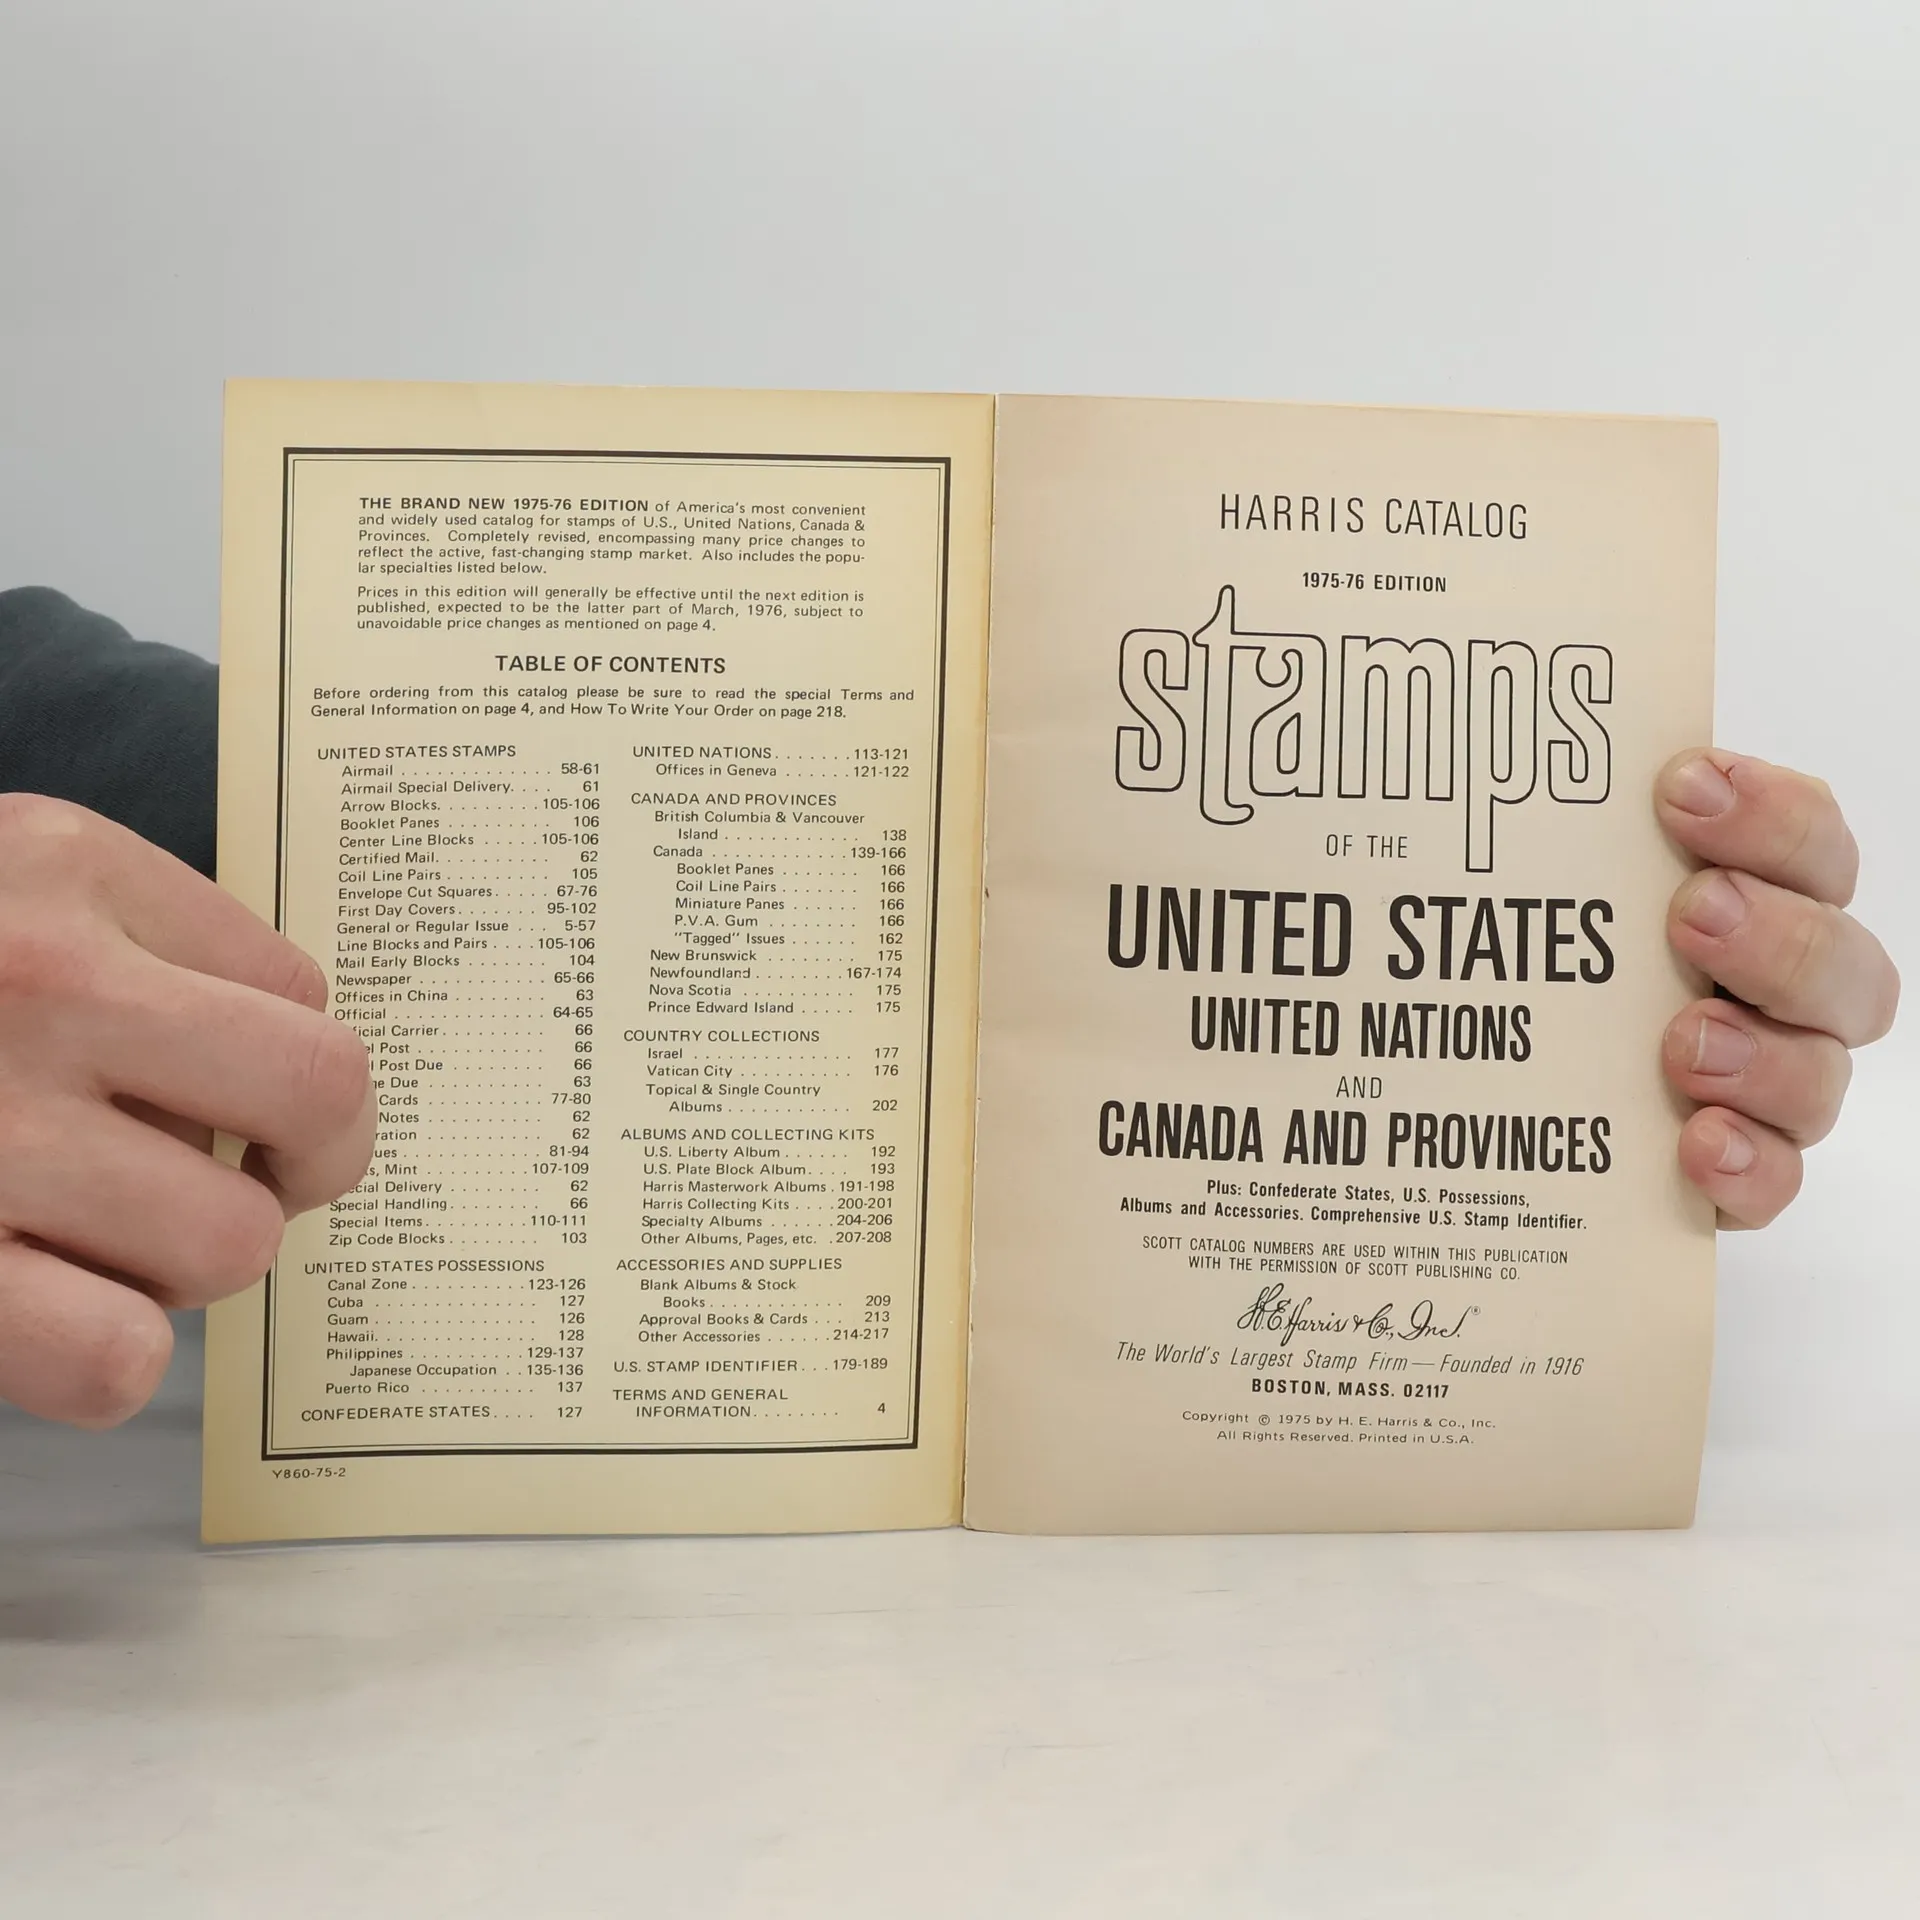 THE BRAND NEW 1975-76 EDITION of America's most convenient
and widely used catalog for stamps of U.S., United Nations, Canada &
Provinces. Completely revised, encompassing many price changes to
reflect the active, fast-changing stamp market. Also includes the popu-
lar specialties listed below.
Prices in this edition will generally be effective until the next edition is
published, expected to be the latter part of March, 1976, subject to
unavoidable price changes as mentioned on page 4.
TABLE OF CONTENTS
Before ordering from this catalog please be sure to read the special Terms and
General Information on page 4, and How To Write Your Order on page 218.
UNITED STATES STAMPS
Airmail . . . . . . . . . . . . . 58-61
Airmail Special Delivery. . . . 61
Arrow Blocks. . . . . . . . . 105-106
Booklet Panes . . . . . . . . . 106
Center Line Blocks . . . . . 105-106
Certified Mail. . . . . . . . . . 62
Coil Line Pairs . . . . . . . . . 105
Envelope Cut Squares. . . . . 67-76
First Day Covers. . . . . . . 95-102
General or Regular Issue . . . 5-57
Line Blocks and Pairs . . . . 105-106
Mail Early Blocks . . . . . . . 104
Newspaper . . . . . . . . . . . 65-66
Offices in China . . . . . . . . 63
Official . . . . . . . . . . . . . 64-65
Carrier. . . . . . . . . 66
Post . . . . . . . . . . . 66
Post Due . . . . . . . . 66
Due . . . . . . . . . . 63
Cards . . . . . . . . . . 77-80
Notes . . . . . . . . . . 62
. . . . . . . . . . 62
. . . . . . . . . . . . 81-94
Mint . . . . . . . . . 107-109
Delivery . . . . . . . . 62
Special Handling. . . . . . . . 66
Special Items. . . . . . . . . 110-111
Zip Code Blocks . . . . . . . . 103
UNITED STATES POSSESSIONS
Canal Zone . . . . . . . . . . 123-126
Cuba . . . . . . . . . . . . . . 127
Guam . . . . . . . . . . . . . . 126
Hawaii. . . . . . . . . . . . . . 128
Philippines . . . . . . . . . . 129-137
Japanese Occupation . . 135-136
Puerto Rico . . . . . . . . . . 137
CONFEDERATE STATES. . . . 127
UNITED NATIONS. . . . . . . 113-121
Offices in Geneva . . . . . . 121-122
CANADA AND PROVINCES
British Columbia & Vancouver
Island . . . . . . . . . . . . 138
Canada . . . . . . . . . . . . 139-166
Booklet Panes . . . . . . . 166
Coil Line Pairs . . . . . . . 166
Miniature Panes . . . . . . 166
P.V.A. Gum . . . . . . . . 166
"Tagged" Issues . . . . . . 162
New Brunswick . . . . . . . . 175
Newfoundland . . . . . . . . 167-174
Nova Scotia . . . . . . . . . . 175
Prince Edward Island . . . . . 175
COUNTRY COLLECTIONS
Israel . . . . . . . . . . . . . . 177
Vatican City . . . . . . . . . . 176
Topical & Single Country
Albums . . . . . . . . . . . 202
ALBUMS AND COLLECTING KITS
U.S. Liberty Album . . . . . . 192
U.S. Plate Block Album. . . . 193
Harris Masterwork Albums . 191-198
Harris Collecting Kits . . . . 200-201
Specialty Albums . . . . . . 204-206
Other Albums, Pages, etc. . 207-208
ACCESSORIES AND SUPPLIES
Blank Albums & Stock
Books. . . . . . . . . . . . 209
Approval Books & Cards . . . 213
Other Accessories . . . . . . 214-217
U.S. STAMP IDENTIFIER . . . 179-189
TERMS AND GENERAL
INFORMATION. . . . . . . . 4
Y860-75-2
HARRIS CATALOG
1975-76 EDITION
stamps
OF THE
UNITED STATES
UNITED NATIONS
AND
CANADA AND PROVINCES
Plus: Confederate States, U.S. Possessions,
Albums and Accessories. Comprehensive U.S. Stamp Identifier.
SCOTT CATALOG NUMBERS ARE USED WITHIN THIS PUBLICATION
WITH THE PERMISSION OF SCOTT PUBLISHING CO.
H.E. Harris & Co., Inc.®
The World's Largest Stamp Firm — Founded in 1916
BOSTON, MASS. 02117
Copyright © 1975 by H. E. Harris & Co., Inc.
All Rights Reserved. Printed in U.S.A.